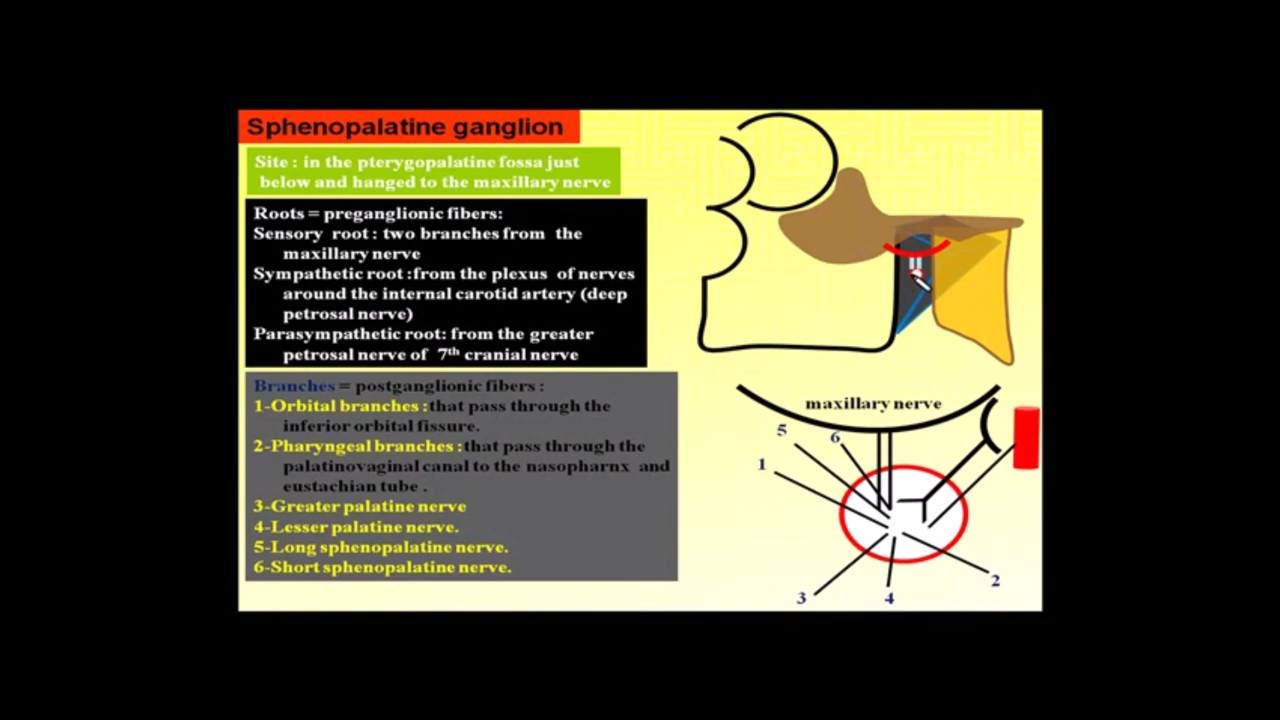 Sphenopalatine ganglion
Site : in the pterygopalatine fossa just
below and hanged to the maxillary nerve
Roots = preganglionic fibers:
Sensory root : two branches from the
maxillary nerve
Sympathetic root :from the plexus of nerves
around the internal carotid artery (deep
petrosal nerve)
Parasympathetic root: from the greater
petrosal nerve of 7th cranial nerve
Branches = postganglionic fibers :
1-Orbital branches :that pass through the
inferior orbital fissure.
2-Pharyngeal branches :that pass through the
palatinovaginal canal to the nasopharnx and
eustachian tube .
3-Greater palatine nerve
4-Lesser palatine nerve.
5-Long sphenopalatine nerve.
6-Short sphenopalatine nerve.
maxillary nerve
5
6
1
2
3
4